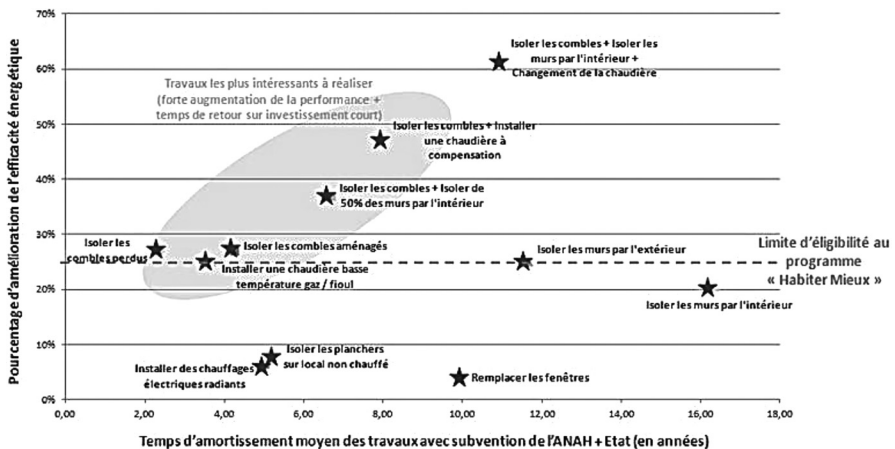 Pourcentage d'amélioration de l'efficacité énergétique
70%
60%
50%
40%
30%
20%
10%
0%
Isoler les combles + Isoler les
murs par l'intérieur +
Changement de la chaudière
Travaux les plus intéressants à réaliser
(forte augmentation de la performance +
temps de retour sur investissement court)
Isoler les combles + Installer
une chaudière à
compensation
Isoler les combles + Isoler de
50% des murs par l'intérieur
Isoler les
combles perdus
Isoler les combles aménagés
Installer une chaudière basse
température gaz / fioul
Isoler les murs par l'extérieur
Limite d'éligibilité au
programme
« Habiter Mieux »
Isoler les murs par l'intérieur
Isoler les planchers
sur local non chauffé
Installer des chauffages
électriques radiants
Remplacer les fenêtres
0,00 2,00 4,00 6,00 8,00 10,00 12,00 14,00 16,00 18,00
Temps d'amortissement moyen des travaux avec subvention de l'ANAH + Etat (en années)